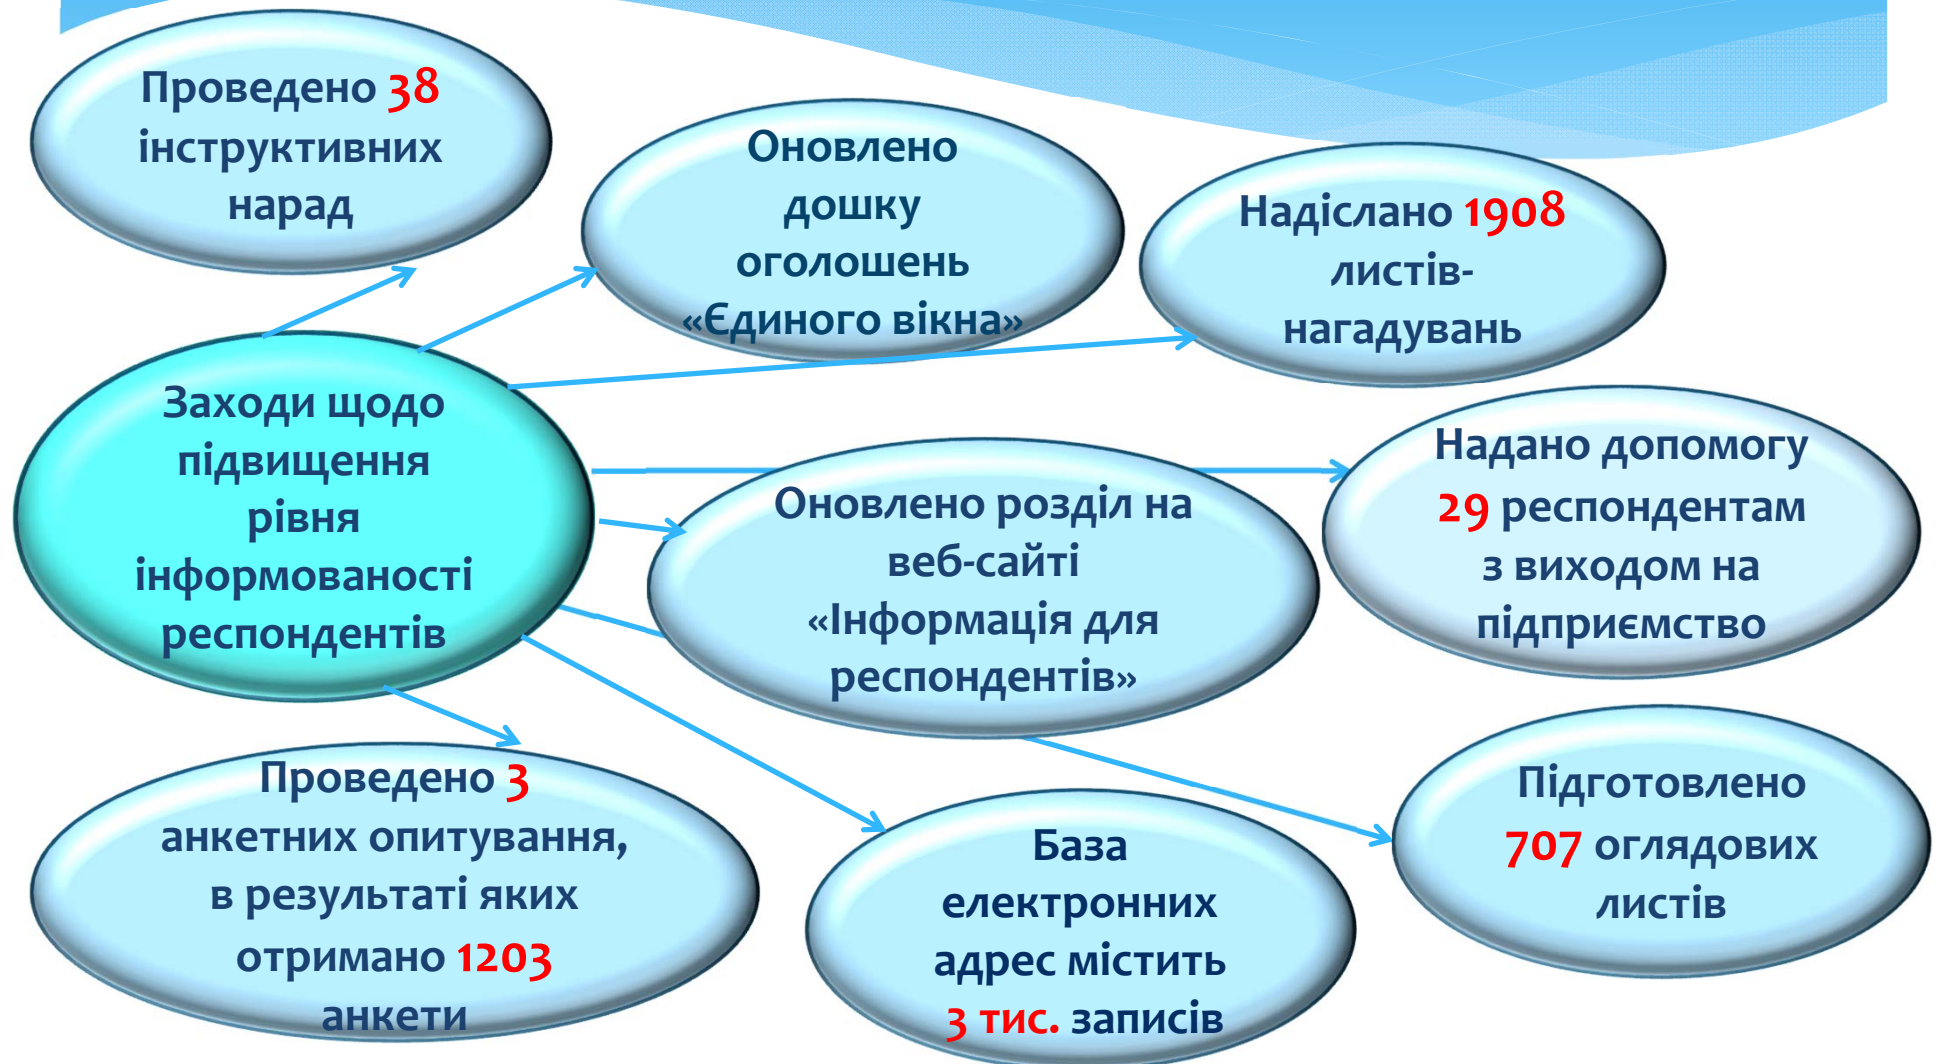 Проведено 38
інструктивних
нарад
Оновлено
дошку
оголошень
«Єдиного вікна»
Надіслано 1908
листів-
нагадувань
Заходи щодо
підвищення
рівня
інформованості
респондентів
Оновлено розділ на
веб-сайті
«Інформація для
респондентів»
Надано допомогу
29 респондентам
з виходом на
підприємство
Проведено 3
анкетних опитування,
в результаті яких
отримано 1203
анкети
База
електронних
адрес містить
3 тис. записів
Підготовлено
707 оглядових
листів